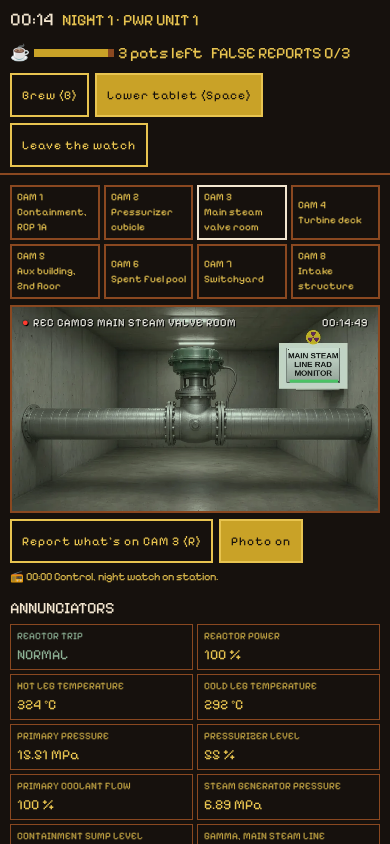 00:14 NIGHT 1 · PWR UNIT 1
3 pots left FALSE REPORTS 0/3
Brew (B)
Lower tablet (Space)
Leave the watch
CAM 1
Containment, RCP 1A
CAM 2
Pressurizer cubicle
CAM 3
Main steam valve room
CAM 4
Turbine deck
CAM 5
Aux building, 2nd floor
CAM 6
Spent fuel pool
CAM 7
Switchyard
CAM 8
Intake structure
REC CAM03 MAIN STEAM VALVE ROOM
00:14:49
MAIN STEAM
LINE RAD
MONITOR
Report what's on CAM 3 (R)
Photo on
00:00 Control, night watch on station.
ANNUNCIATORS
REACTOR TRIP
NORMAL
REACTOR POWER
100 %
HOT LEG TEMPERATURE
324 °C
COLD LEG TEMPERATURE
292 °C
PRIMARY PRESSURE
15.51 MPa
PRESSURIZER LEVEL
55 %
PRIMARY COOLANT FLOW
100 %
STEAM GENERATOR PRESSURE
6.89 MPa
CONTAINMENT SUMP LEVEL
GAMMA, MAIN STEAM LINE